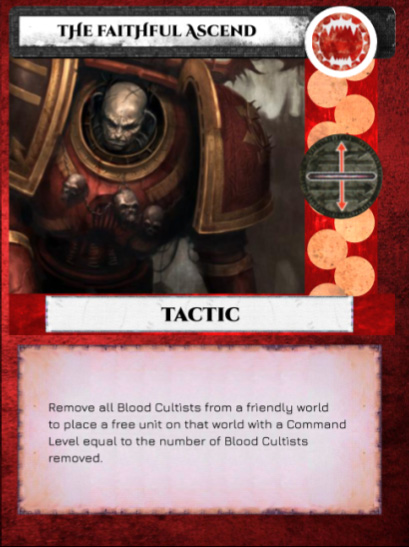 THE FAITHFUL ASCEND
TACTIC
Remove all Blood Cultists from a friendly world
to place a free unit on that world with a Command
Level equal to the number of Blood Cultists
removed.